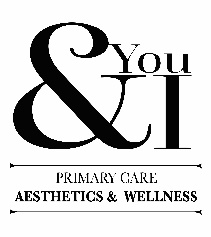 You
& I
PRIMARY CARE
AESTHETICS & WELLNESS